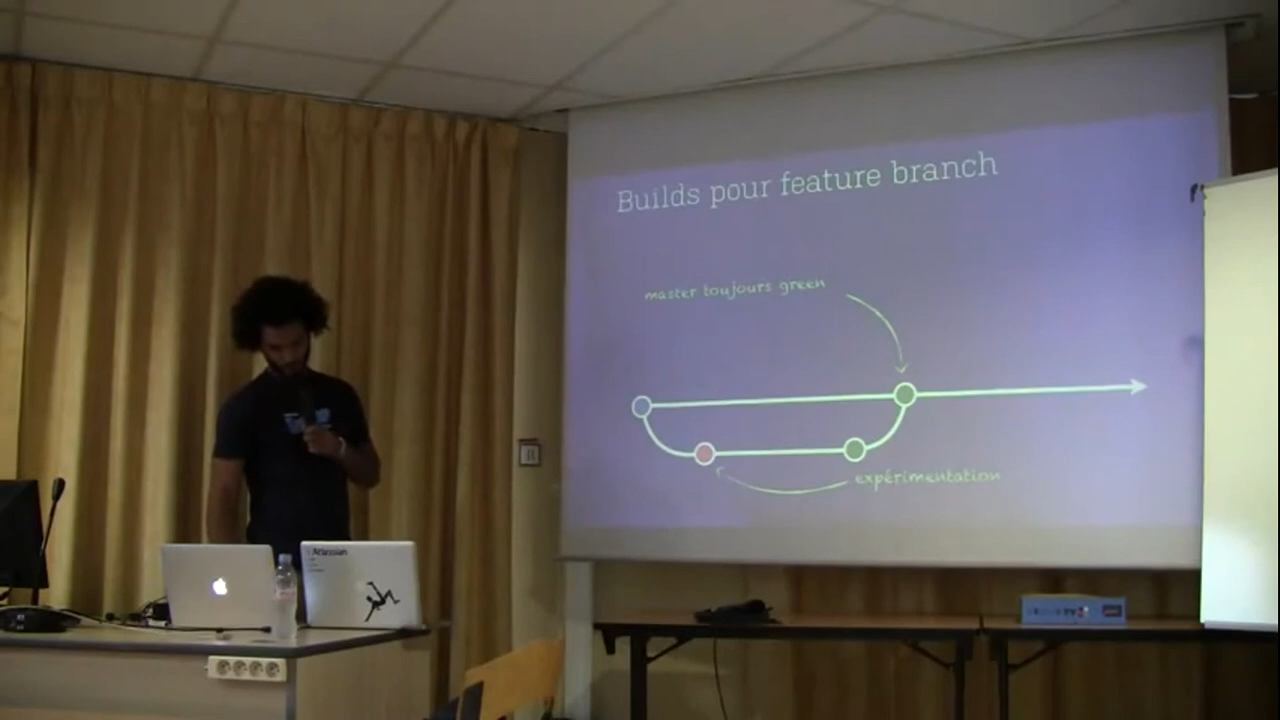 Builds pour feature branch
master toujours green
expérimentation
Atlassian
B